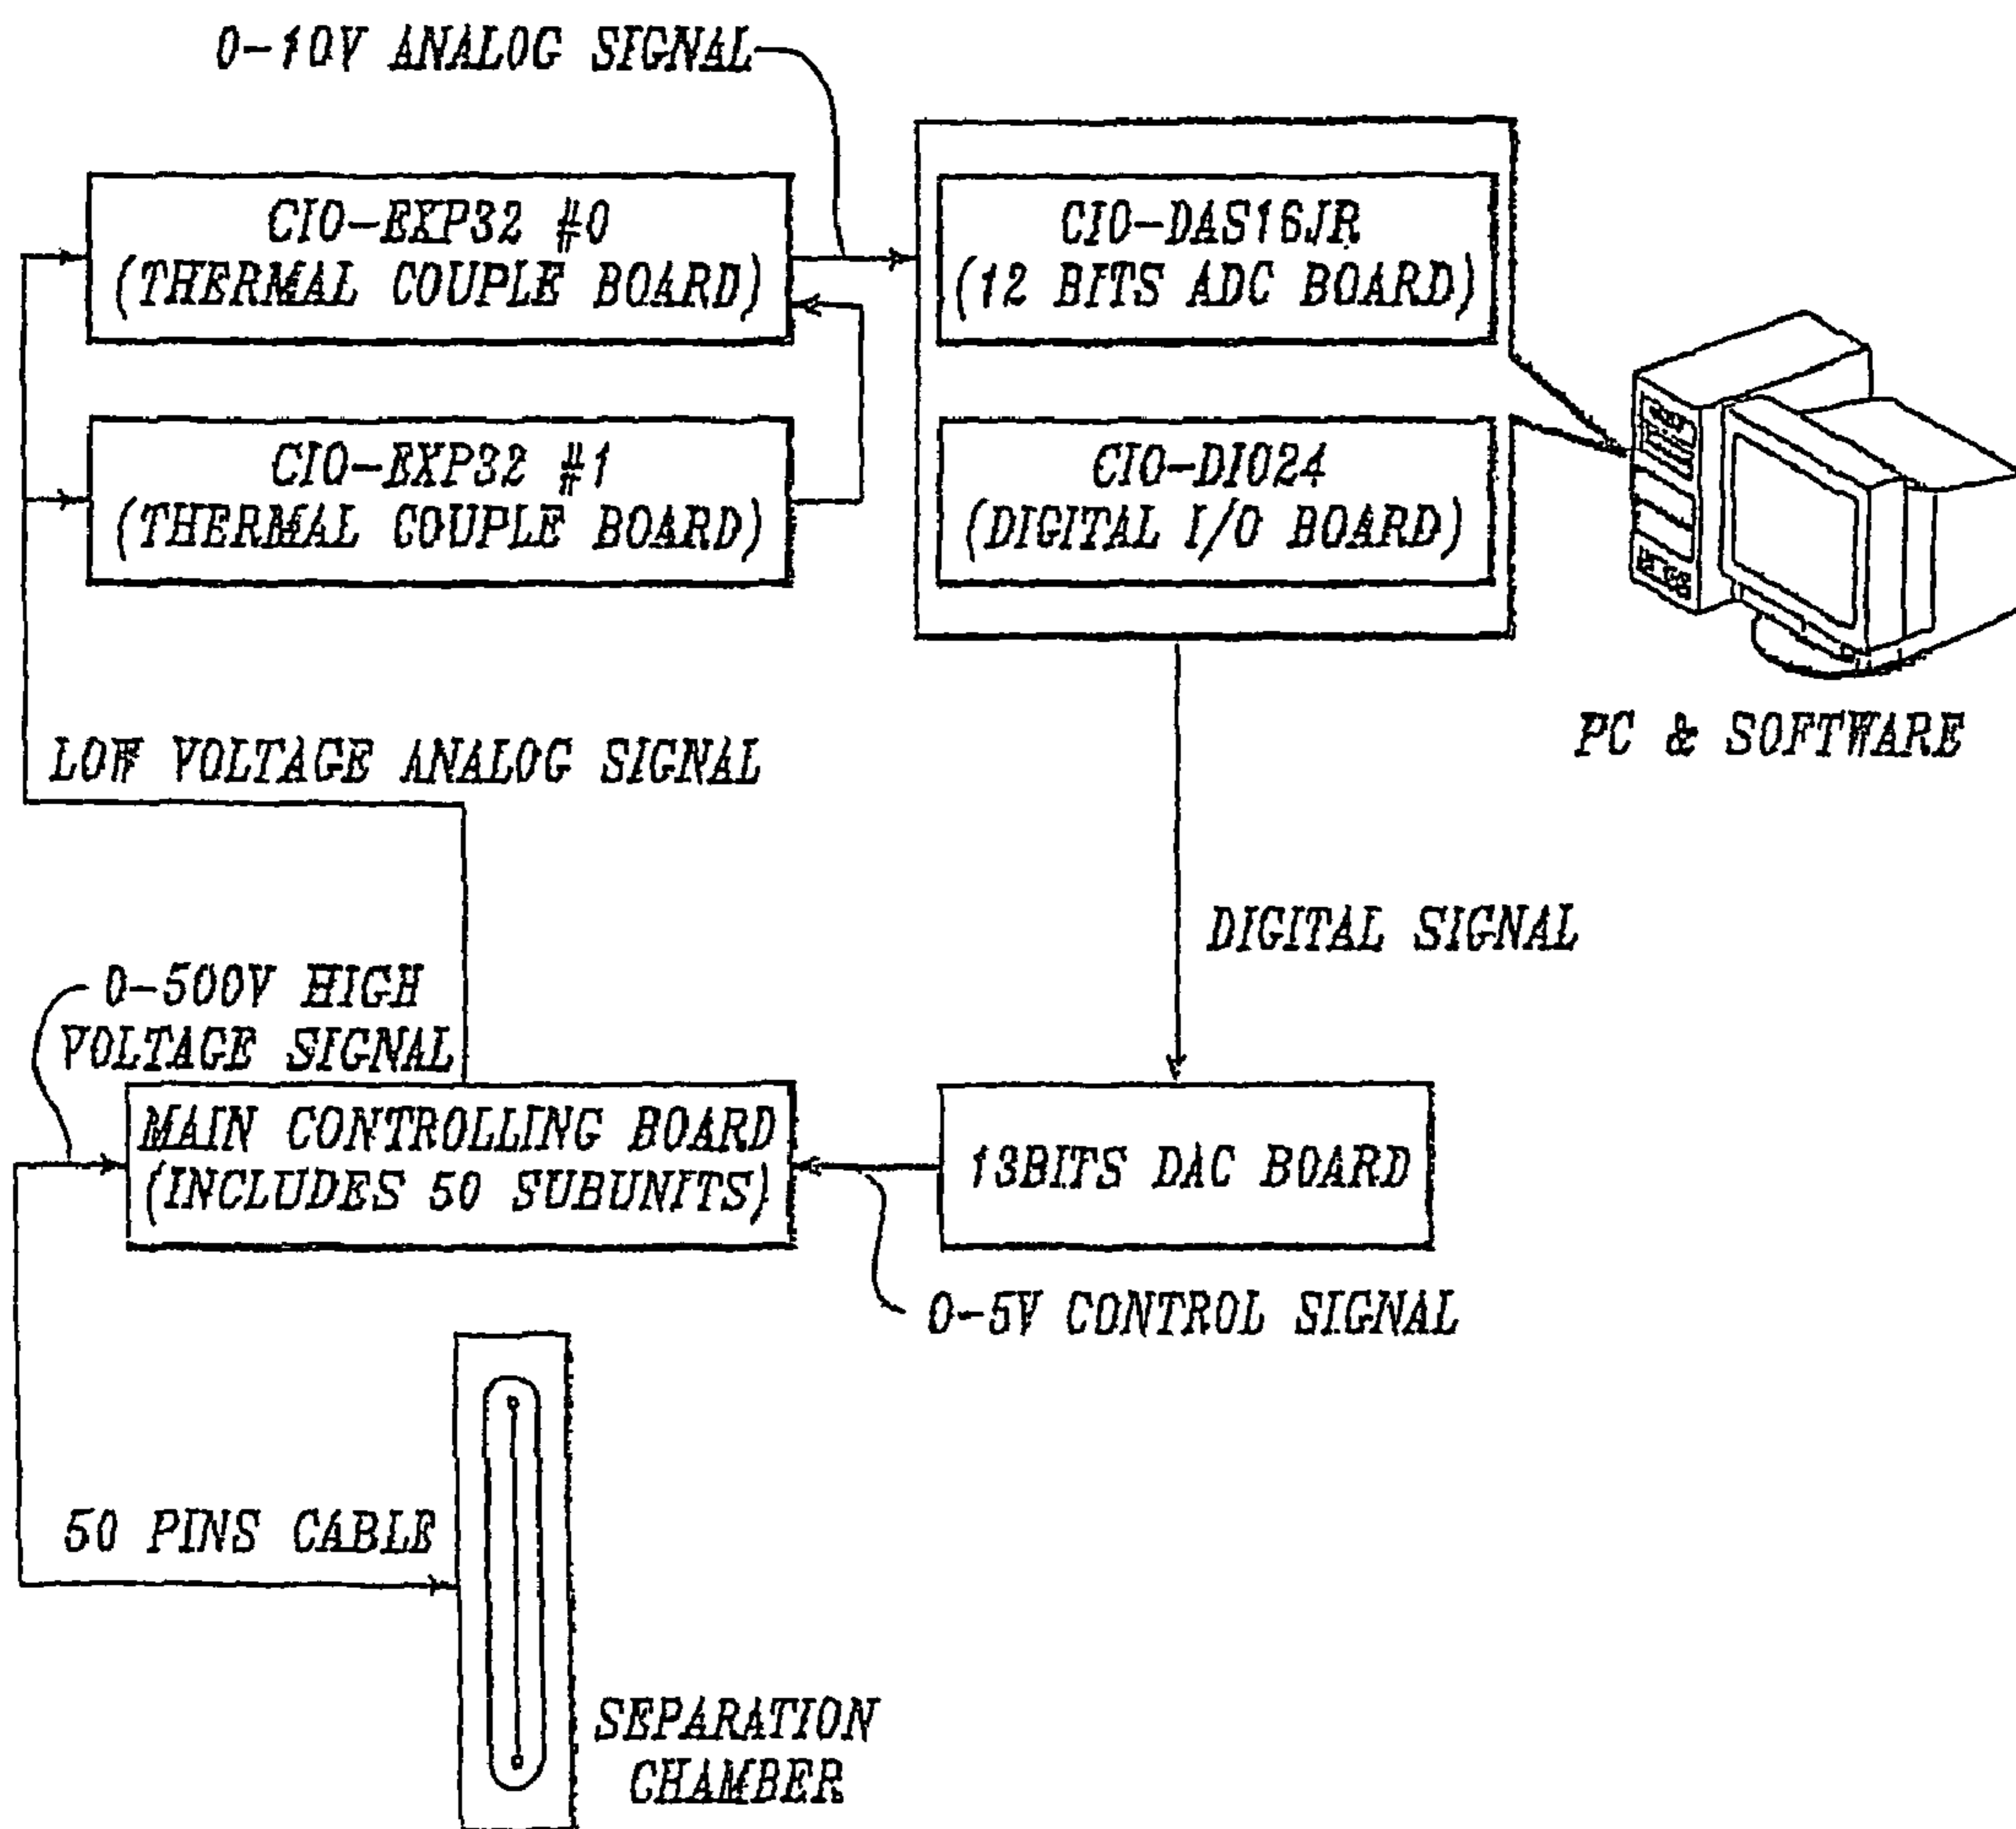 0-10V ANALOG SIGNAL
CIO-EXP32 #0
(THERMAL COUPLE BOARD)
CIO-DAS16JR
(12 BITS ADC BOARD)
CIO-EXP32 #1
(THERMAL COUPLE BOARD)
CIO-DIO24
(DIGITAL I/O BOARD)
PC & SOFTWARE
LOW VOLTAGE ANALOG SIGNAL
DIGITAL SIGNAL
0-500V HIGH
VOLTAGE SIGNAL
MAIN CONTROLLING BOARD
(INCLUDES 50 SUBUNITS)
13BITS DAC BOARD
0-5V CONTROL SIGNAL
50 PINS CABLE
SEPARATION
CHAMBER